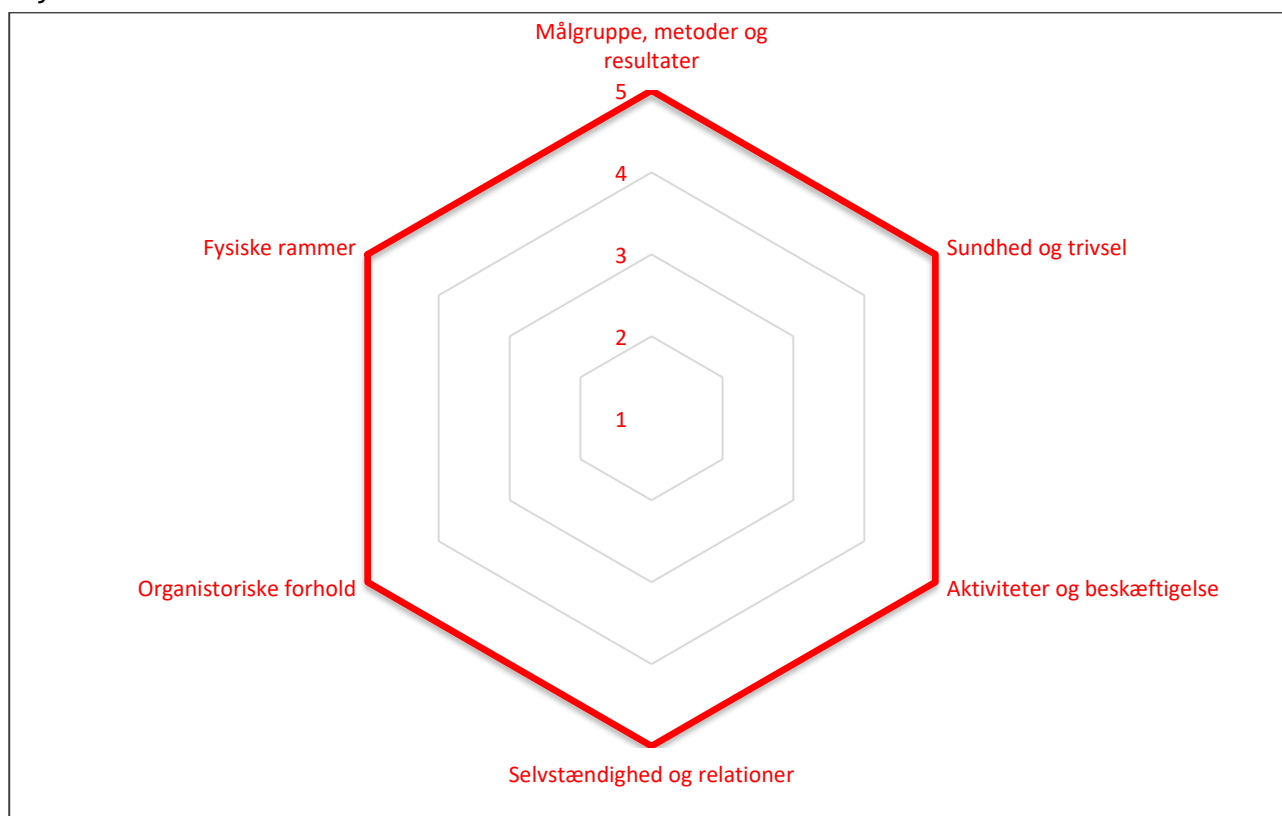 Målgruppe, metoder og
resultater
5
4
Fysiske rammer
Sundhed og trivsel
3
2
1
Organistoriske forhold
Aktiviteter og beskæftigelse
Selvstændighed og relationer